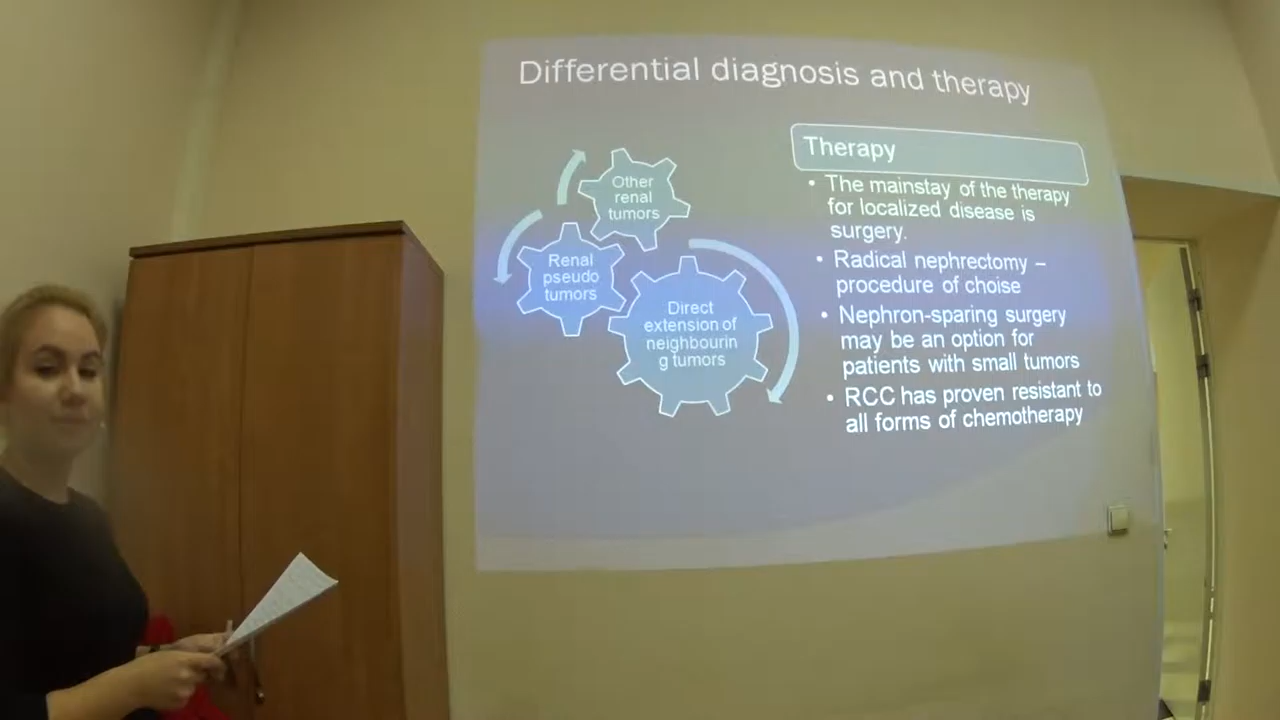 Differential diagnosis and therapy
Other
renal
tumors
Renal
pseudo
tumors
Direct
extension of
neighbourin
g tumors
Therapy
• The mainstay of the therapy
for localized disease is
surgery.
• Radical nephrectomy –
procedure of choise
• Nephron-sparing surgery
may be an option for
patients with small tumors
• RCC has proven resistant to
all forms of chemotherapy